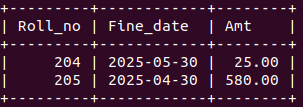 +---------+------------+--------+
| Roll_no | Fine_date  | Amt    |
+---------+------------+--------+
|     204 | 2025-05-30 |  25.00 |
|     205 | 2025-04-30 | 580.00 |
+---------+------------+--------+